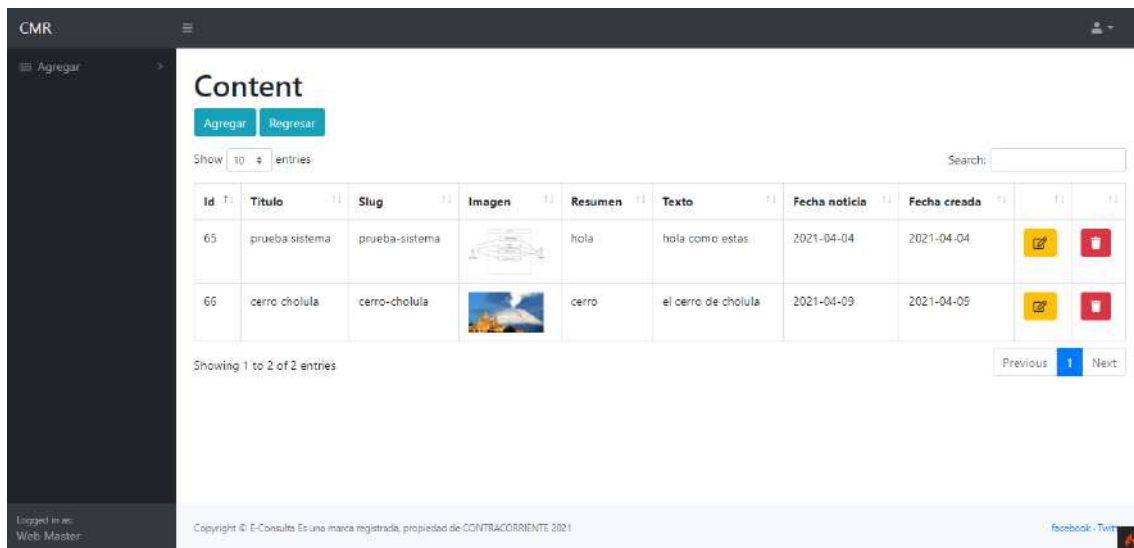 CMR
Agregar
Content
Agregar Regresar
Show 10 entries
Search:
Id Titulo Slug Imagen Resumen Texto Fecha noticia Fecha creada
65 prueba sistema prueba-sistema hola hola como estas 2021-04-04 2021-04-04
66 cerro cholula cerro-cholula cerro el cerro de cholula 2021-04-09 2021-04-09
Showing 1 to 2 of 2 entries
Previous 1 Next
Logged in as:
Web Master
Copyright © E-Consulta Es una marca registrada, propiedad de CONTRACORRIENTE 2021
facebook - Twit